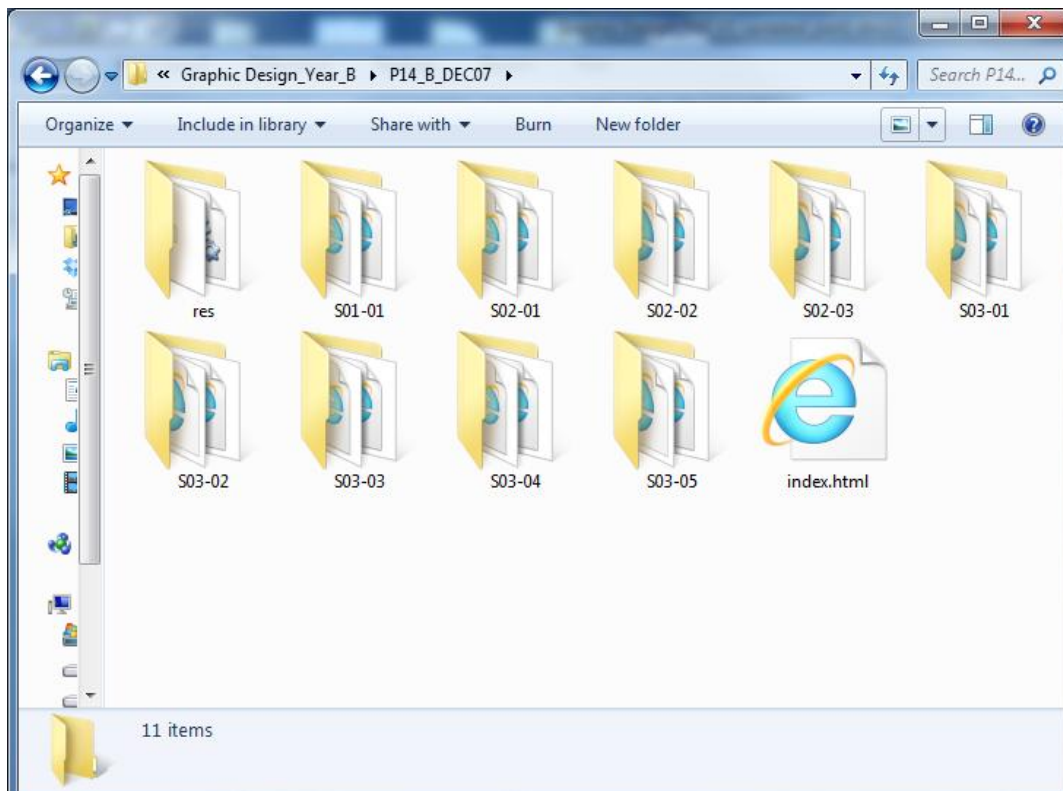 « Graphic Design_Year_B ▸ P14_B_DEC07 ▸ Search P14...
Organize Include in library Share with Burn New folder
res S01-01 S02-01 S02-02 S02-03 S03-01
S03-02 S03-03 S03-04 S03-05 index.html
11 items